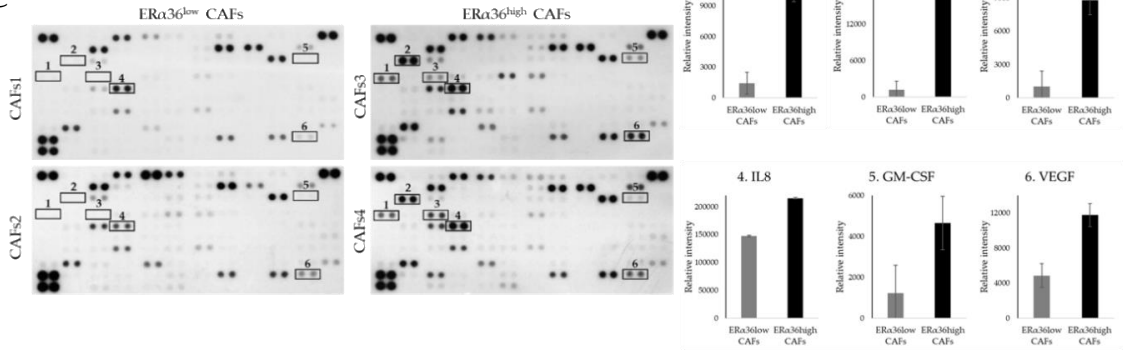 ERα36low CAFs
ERα36high CAFs
CAFs1
2
5
1
3
4
6
CAFs3
2
5
1
3
4
6
CAFs2
2
5
1
3
4
6
CAFs4
2
5
1
3
4
6
Relative intensity
9000
6000
3000
0
ERα36low
CAFs
ERα36high
CAFs
Relative intensity
12000
6000
0
ERα36low
CAFs
ERα36high
CAFs
Relative intensity
6000
3000
0
ERα36low
CAFs
ERα36high
CAFs
4. IL8
Relative intensity
200000
150000
100000
50000
0
ERα36low
CAFs
ERα36high
CAFs
5. GM-CSF
Relative intensity
6000
4000
2000
0
ERα36low
CAFs
ERα36high
CAFs
6. VEGF
Relative intensity
12000
8000
4000
0
ERα36low
CAFs
ERα36high
CAFs